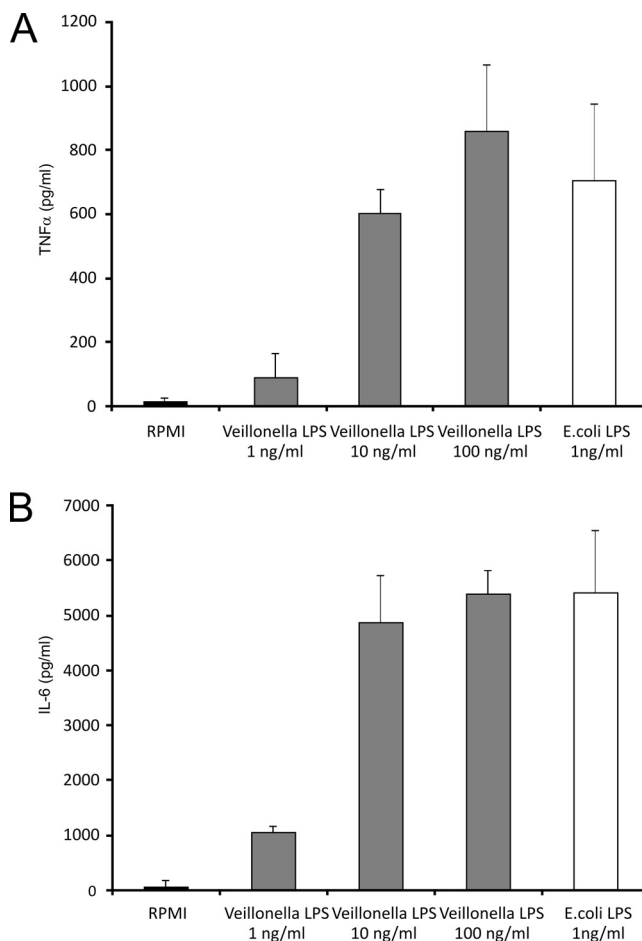 A
1200
1000
800
600
400
200
0
TNFα (pg/ml)
RPMI Veillonella LPS Veillonella LPS Veillonella LPS E.coli LPS
1 ng/ml 10 ng/ml 100 ng/ml 1ng/ml
B
7000
6000
5000
4000
3000
2000
1000
0
IL-6 (pg/ml)
RPMI Veillonella LPS Veillonella LPS Veillonella LPS E.coli LPS
1 ng/ml 10 ng/ml 100 ng/ml 1ng/ml